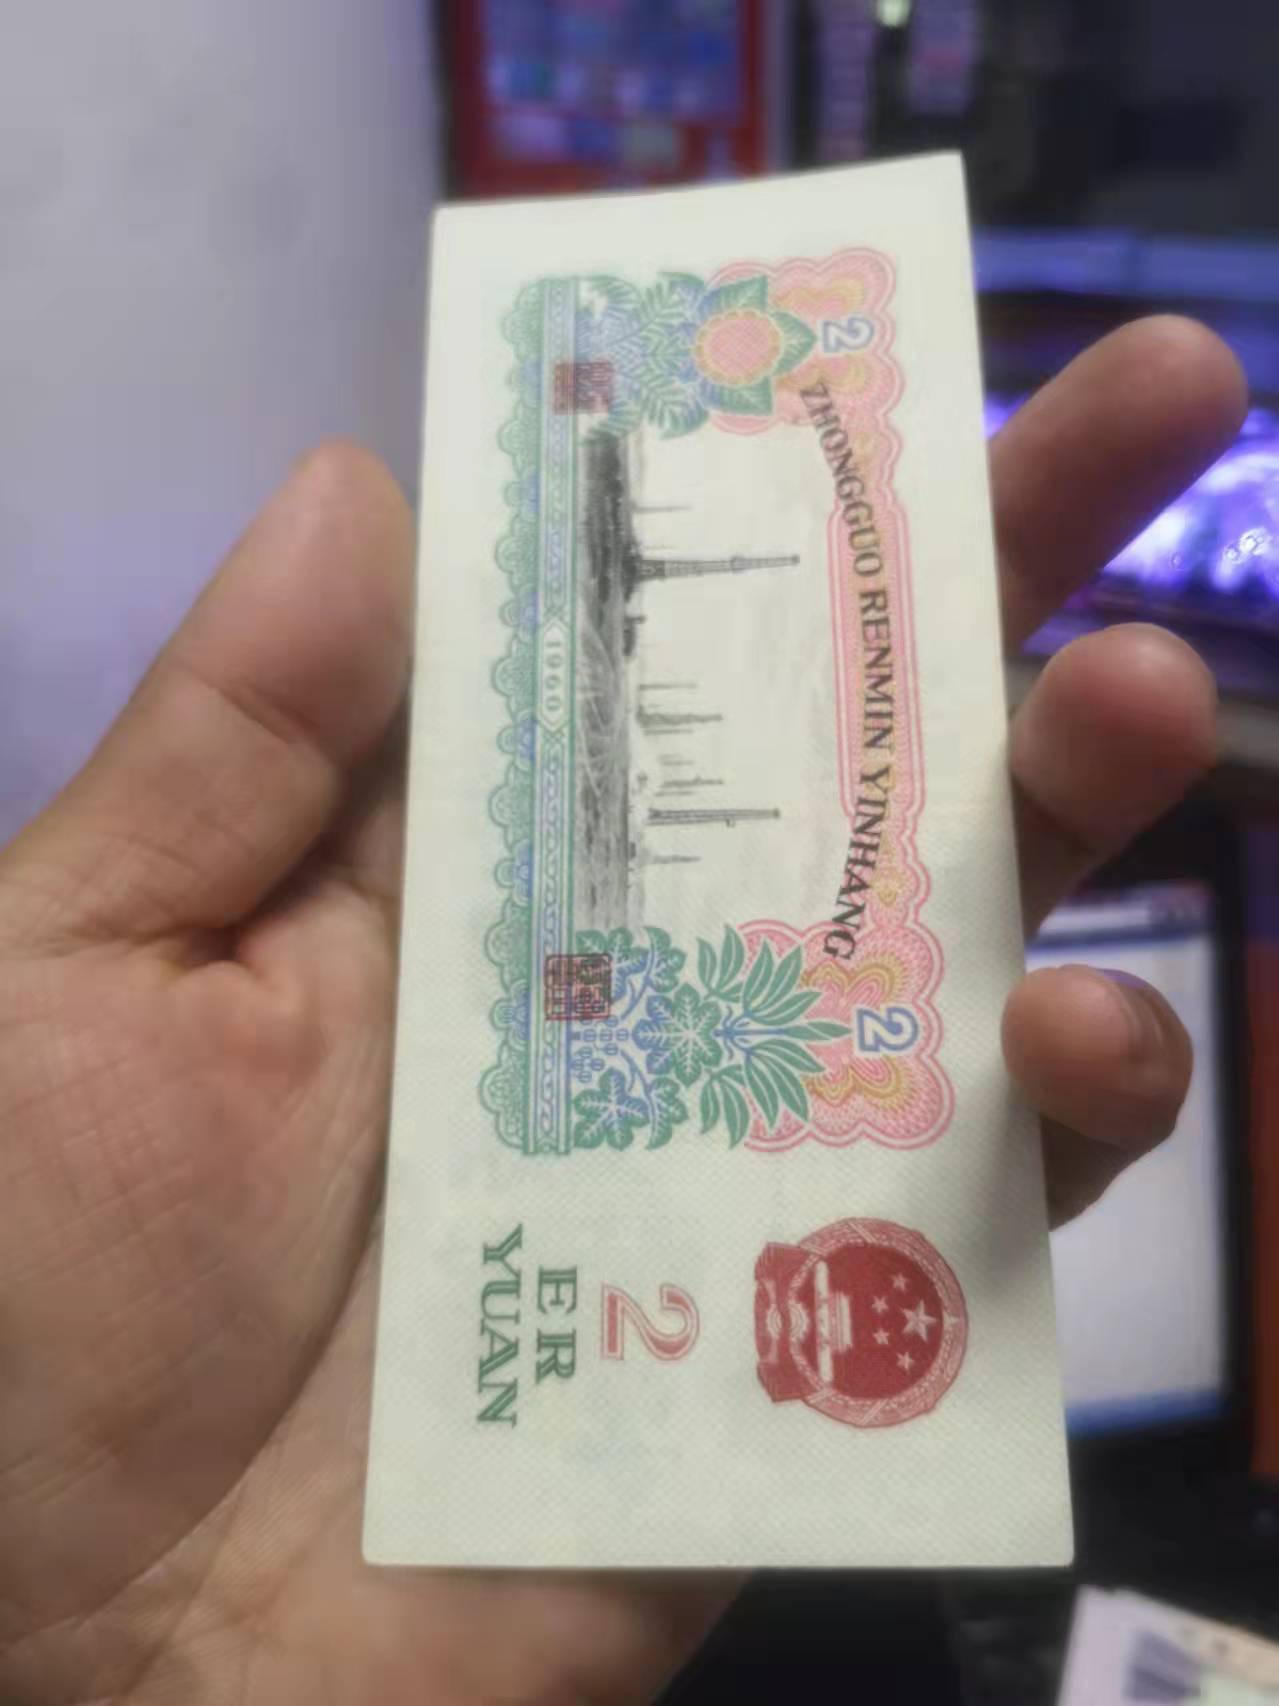 2
ZHONGGUO RENMIN YINHANG
2
1960
2
ER
YUAN